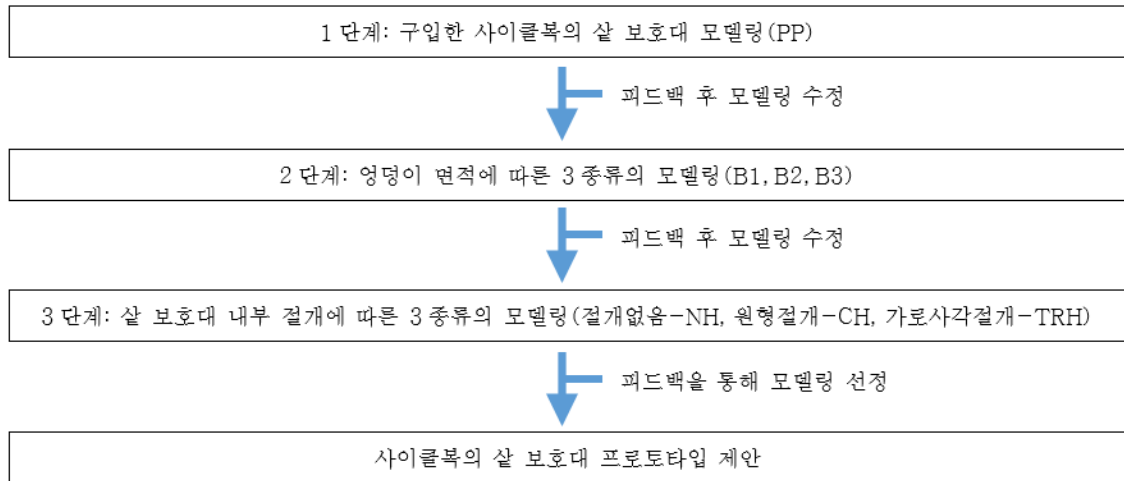 1 단계: 구입한 사이클복의 샅 보호대 모델링(PP)
피드백 후 모델링 수정
2 단계: 엉덩이 면적에 따른 3 종류의 모델링(B1, B2, B3)
피드백 후 모델링 수정
3 단계: 샅 보호대 내부 절개에 따른 3 종류의 모델링(절개없음-NH, 원형절개-CH, 가로사각절개-TRH)
피드백을 통해 모델링 선정
사이클복의 샅 보호대 프로토타입 제안